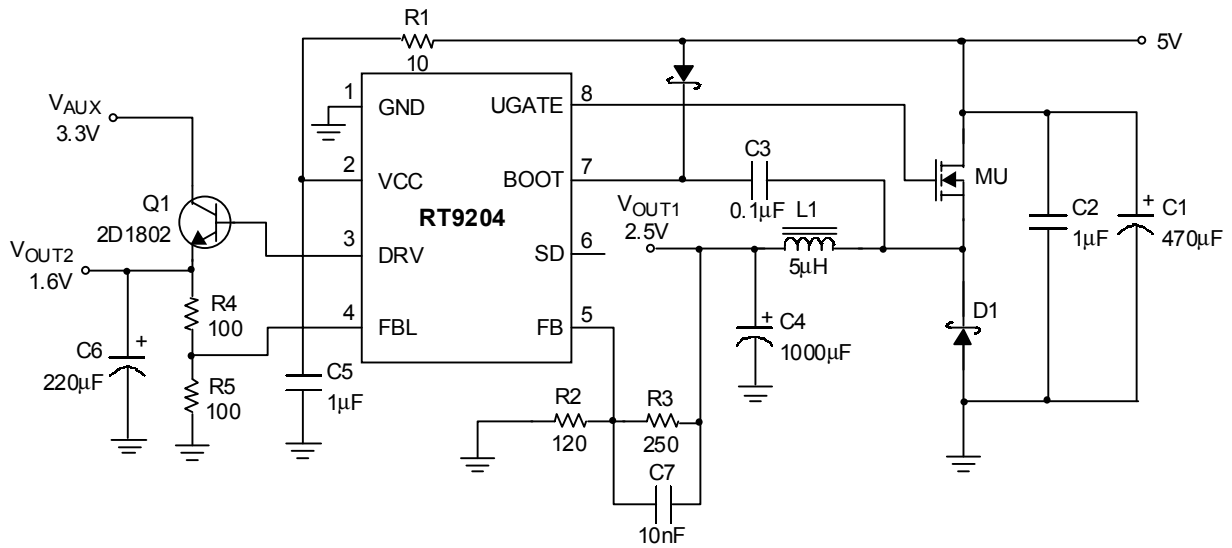 R1
10
5V
1
GND
UGATE
8
VAUX
3.3V
2
VCC
BOOT
7
C3
0.1µF
MU
Q1
2D1802
RT9204
VOUT1
2.5V
L1
5µH
C2
1µF
+
C1
470µF
VOUT2
1.6V
3
DRV
SD
6
R4
100
4
FBL
FB
5
+
C4
1000µF
D1
+
C6
220µF
R5
100
C5
1µF
R2
120
R3
250
C7
10nF